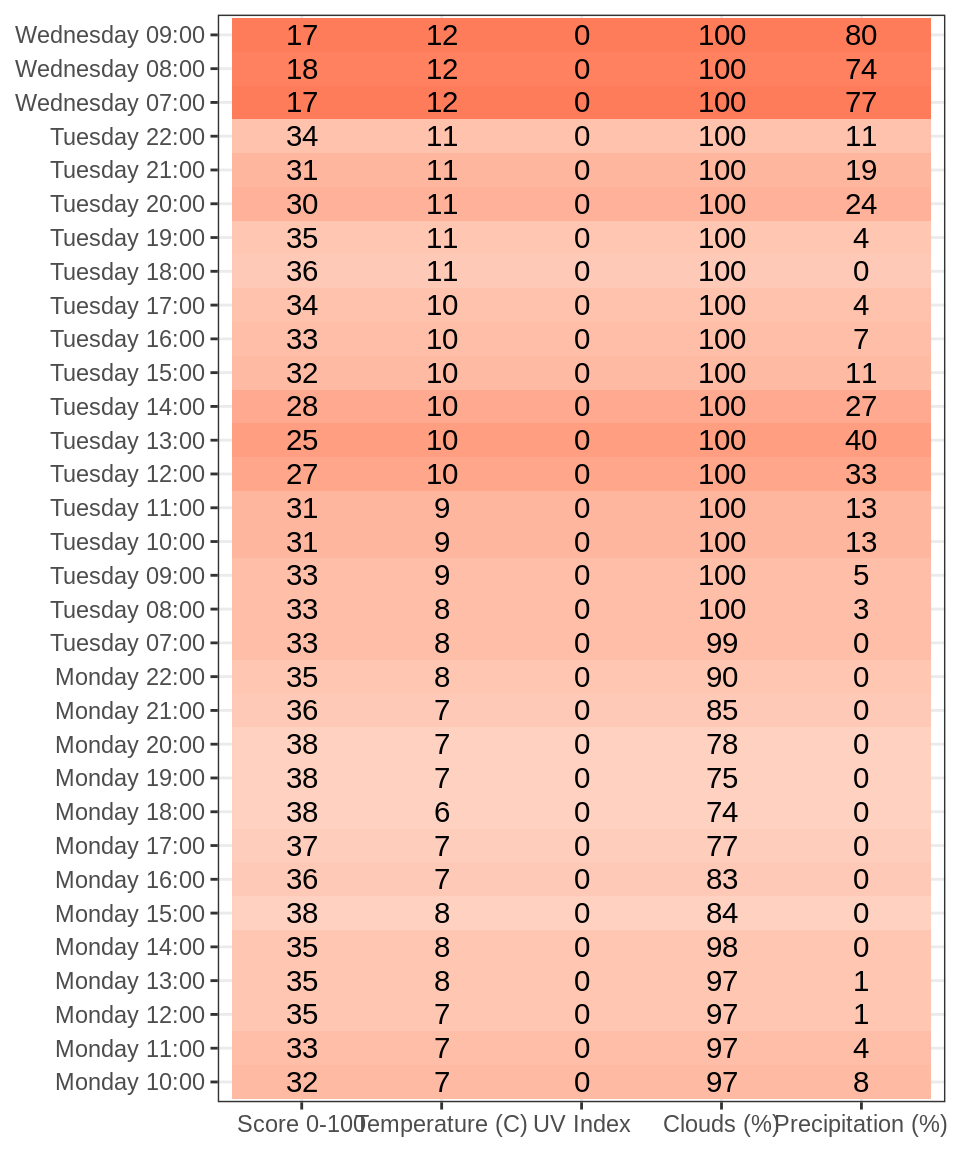 Wednesday 09:00 17 12 0 100 80
Wednesday 08:00 18 12 0 100 74
Wednesday 07:00 17 12 0 100 77
Tuesday 22:00 34 11 0 100 11
Tuesday 21:00 31 11 0 100 19
Tuesday 20:00 30 11 0 100 24
Tuesday 19:00 35 11 0 100 4
Tuesday 18:00 36 11 0 100 0
Tuesday 17:00 34 10 0 100 4
Tuesday 16:00 33 10 0 100 7
Tuesday 15:00 32 10 0 100 11
Tuesday 14:00 28 10 0 100 27
Tuesday 13:00 25 10 0 100 40
Tuesday 12:00 27 10 0 100 33
Tuesday 11:00 31 9 0 100 13
Tuesday 10:00 31 9 0 100 13
Tuesday 09:00 33 9 0 100 5
Tuesday 08:00 33 8 0 100 3
Tuesday 07:00 33 8 0 99 0
Monday 22:00 35 8 0 90 0
Monday 21:00 36 7 0 85 0
Monday 20:00 38 7 0 78 0
Monday 19:00 38 7 0 75 0
Monday 18:00 38 6 0 74 0
Monday 17:00 37 7 0 77 0
Monday 16:00 36 7 0 83 0
Monday 15:00 38 8 0 84 0
Monday 14:00 35 8 0 98 0
Monday 13:00 35 8 0 97 1
Monday 12:00 35 7 0 97 1
Monday 11:00 33 7 0 97 4
Monday 10:00 32 7 0 97 8
Score 0-100 Temperature (C) UV Index Clouds (%) Precipitation (%)